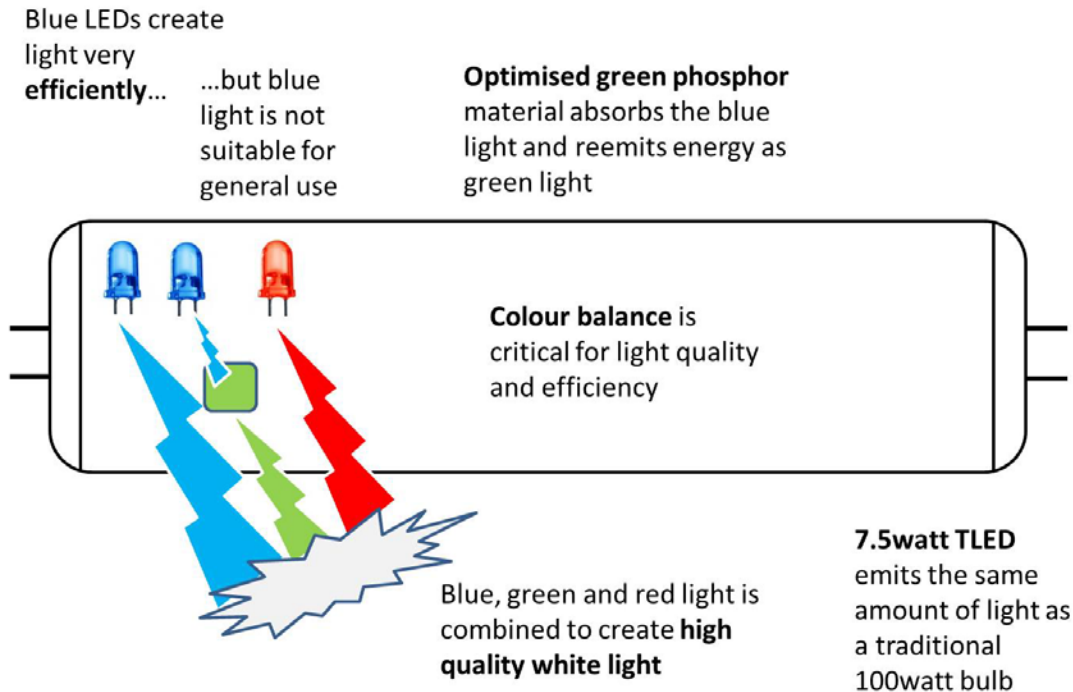 Blue LEDs create
light very
efficiently...
...but blue
light is not
suitable for
general use
Optimised green phosphor
material absorbs the blue
light and reemits energy as
green light
Colour balance is
critical for light quality
and efficiency
Blue, green and red light is
combined to create high
quality white light
7.5watt TLED
emits the same
amount of light as
a traditional
100watt bulb